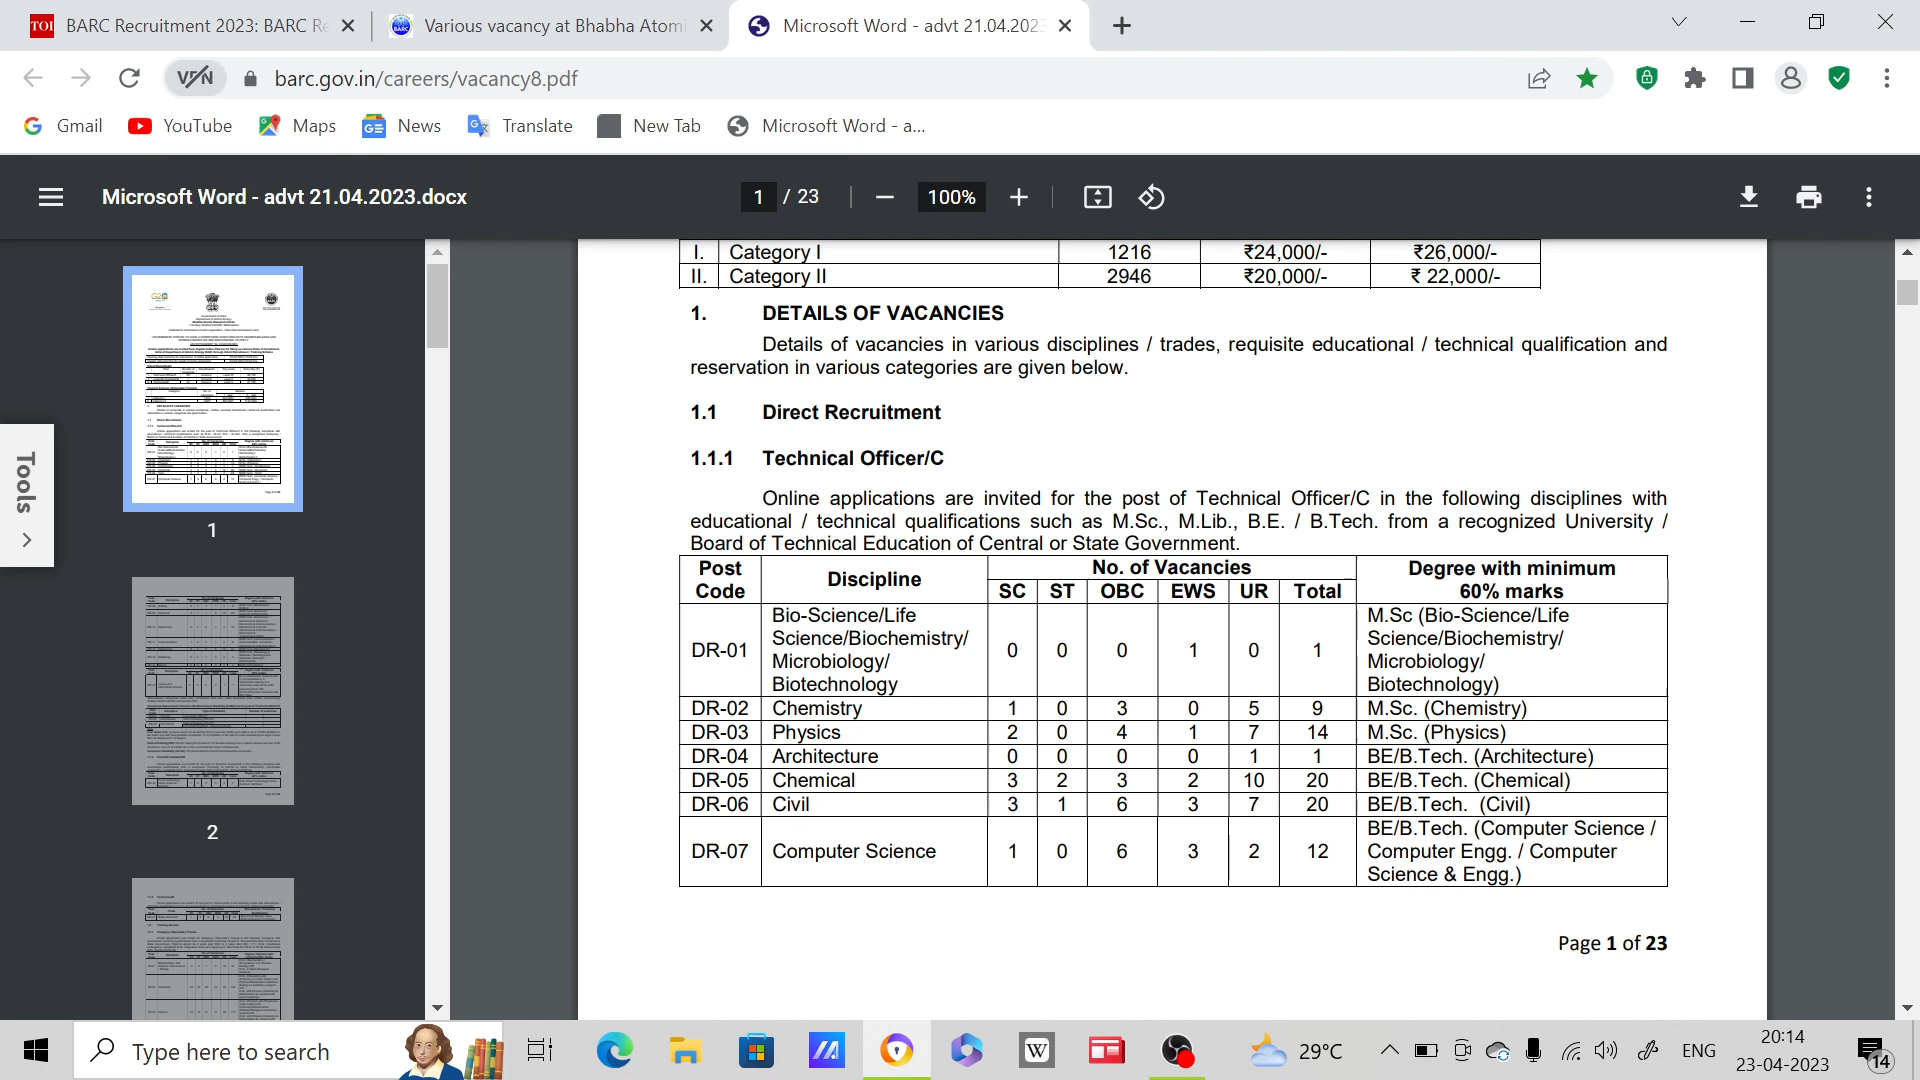 BARC Recruitment 2023: BARC Re
Various vacancy at Bhabha Atomi
Microsoft Word - advt 21.04.2023
VPN
barc.gov.in/careers/vacancy8.pdf
Gmail
YouTube
Maps
News
Translate
New Tab
Microsoft Word - a...
Microsoft Word - advt 21.04.2023.docx
1 / 23
100%
Tools
1
2
I. Category I 1216 ₹24,000/- ₹26,000/-
II. Category II 2946 ₹20,000/- ₹ 22,000/-
1. DETAILS OF VACANCIES
Details of vacancies in various disciplines / trades, requisite educational / technical qualification and
reservation in various categories are given below.
1.1 Direct Recruitment
1.1.1 Technical Officer/C
Online applications are invited for the post of Technical Officer/C in the following disciplines with
educational / technical qualifications such as M.Sc., M.Lib., B.E. / B.Tech. from a recognized University /
Board of Technical Education of Central or State Government.
Post Code Discipline No. of Vacancies Degree with minimum 60% marks
SC ST OBC EWS UR Total
DR-01 Bio-Science/Life Science/Biochemistry/ Microbiology/ Biotechnology 0 0 0 1 0 1 M.Sc (Bio-Science/Life Science/Biochemistry/ Microbiology/ Biotechnology)
DR-02 Chemistry 1 0 3 0 5 9 M.Sc. (Chemistry)
DR-03 Physics 2 0 4 1 7 14 M.Sc. (Physics)
DR-04 Architecture 0 0 0 0 1 1 BE/B.Tech. (Architecture)
DR-05 Chemical 3 2 3 2 10 20 BE/B.Tech. (Chemical)
DR-06 Civil 3 1 6 3 7 20 BE/B.Tech. (Civil)
DR-07 Computer Science 1 0 6 3 2 12 BE/B.Tech. (Computer Science / Computer Engg. / Computer Science & Engg.)
Page 1 of 23
Type here to search
29°C
ENG
20:14
23-04-2023
14